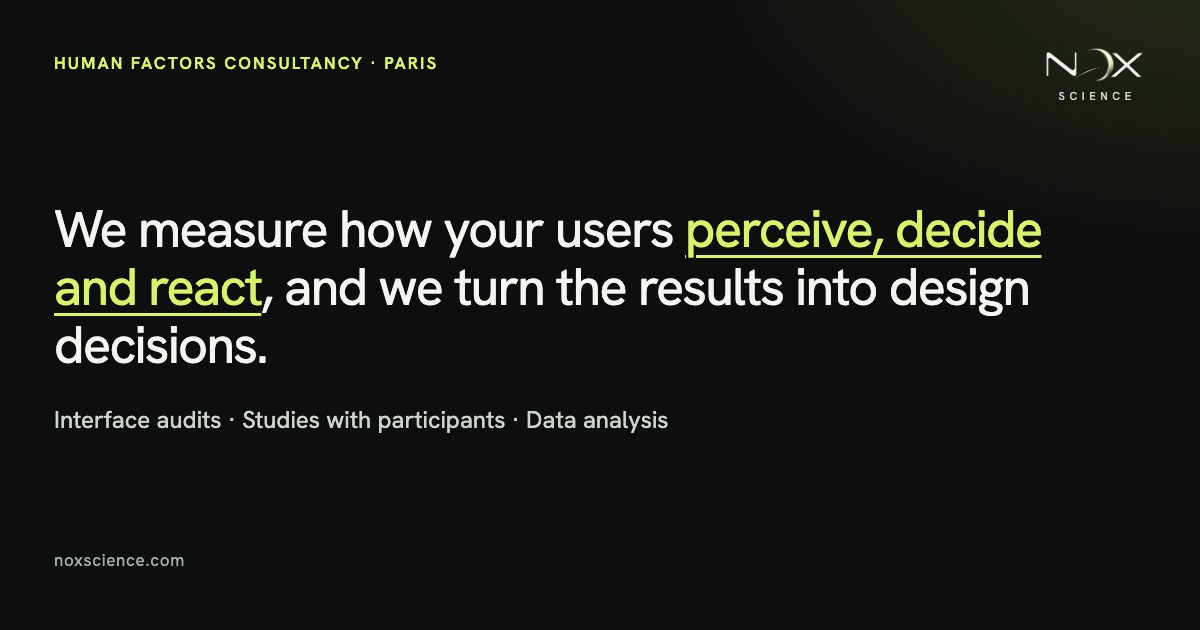 HUMAN FACTORS CONSULTANCY · PARIS
NOX
SCIENCE
We measure how your users perceive, decide
and react, and we turn the results into design
decisions.
Interface audits · Studies with participants · Data analysis
noxscience.com